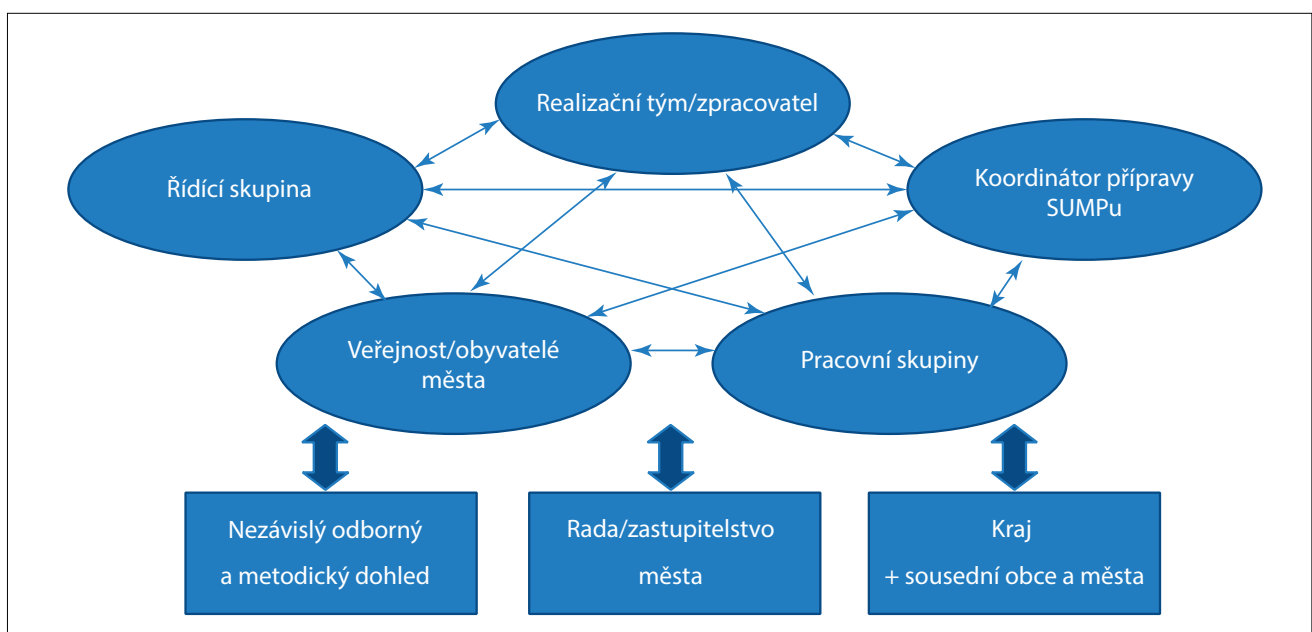 Realizační tým/zpracovatel
Řídící skupina
Koordinátor přípravy
SUMPu
Veřejnost/obyvatelé
města
Pracovní skupiny
Nezávislý odborný
a metodický dohled
Rada/zastupitelstvo
města
Kraj
+ sousední obce a města